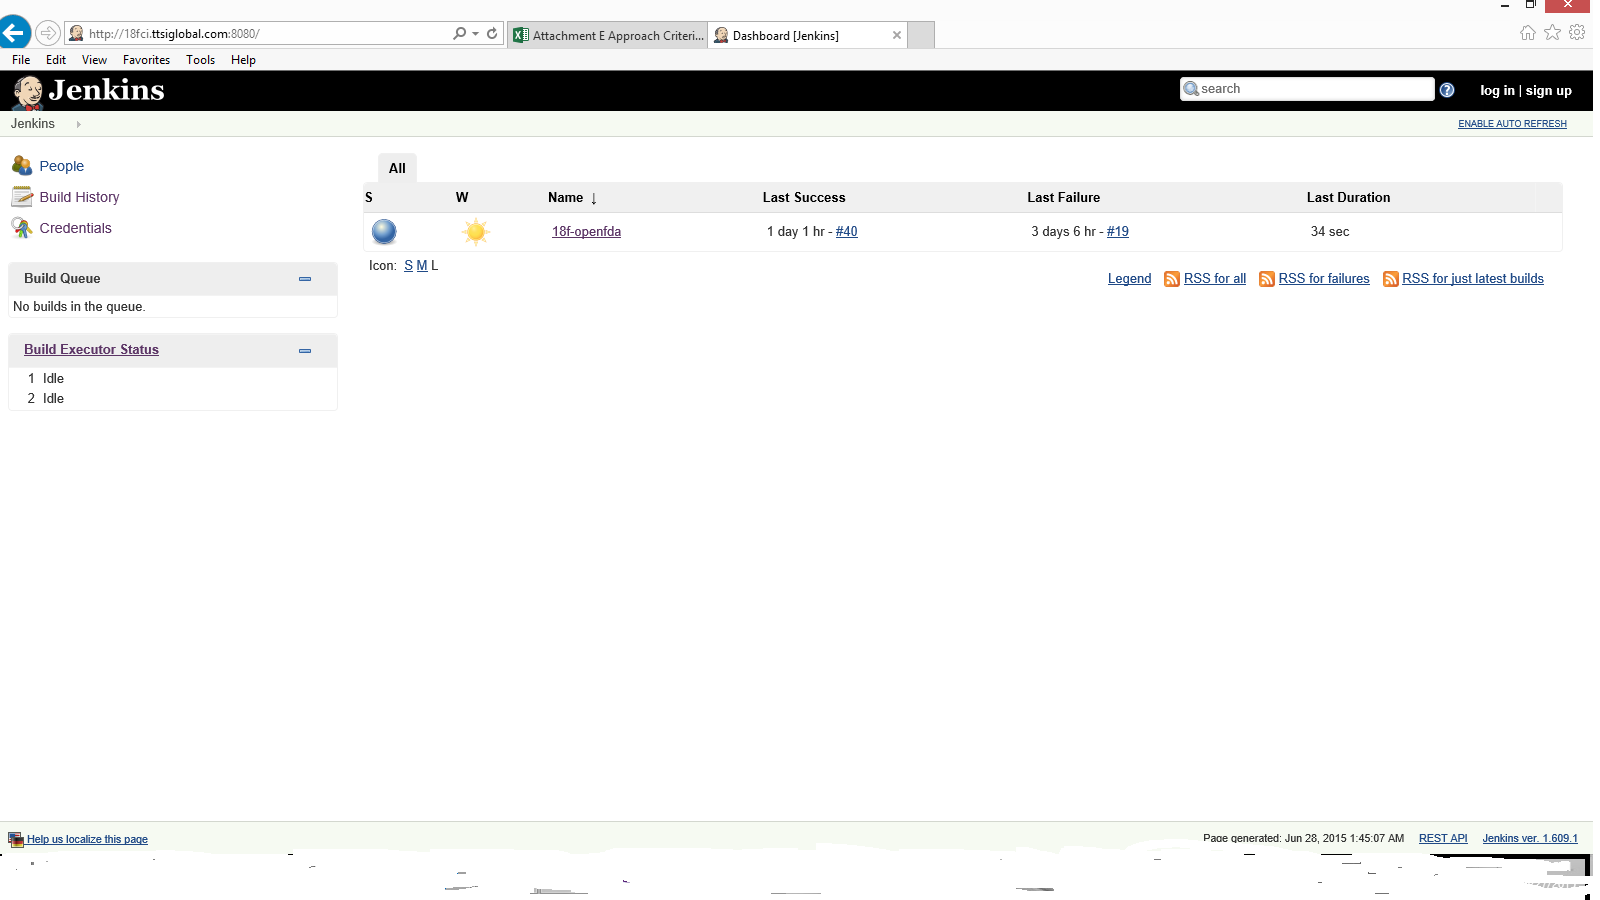 http://18fci.ttsiglobal.com:8080/
Attachment E Approach Criteri...
Dashboard [Jenkins]
File Edit View Favorites Tools Help
Jenkins
search
log in | sign up
Jenkins
ENABLE AUTO REFRESH
People
Build History
Credentials
Build Queue
No builds in the queue.
Build Executor Status
1 Idle
2 Idle
All
S W Name ↓ Last Success Last Failure Last Duration
18f-openfda 1 day 1 hr - #40 3 days 6 hr - #19 34 sec
Icon: S M L
Legend RSS for all RSS for failures RSS for just latest builds
Help us localize this page
Page generated: Jun 28, 2015 1:45:07 AM REST API Jenkins ver. 1.609.1